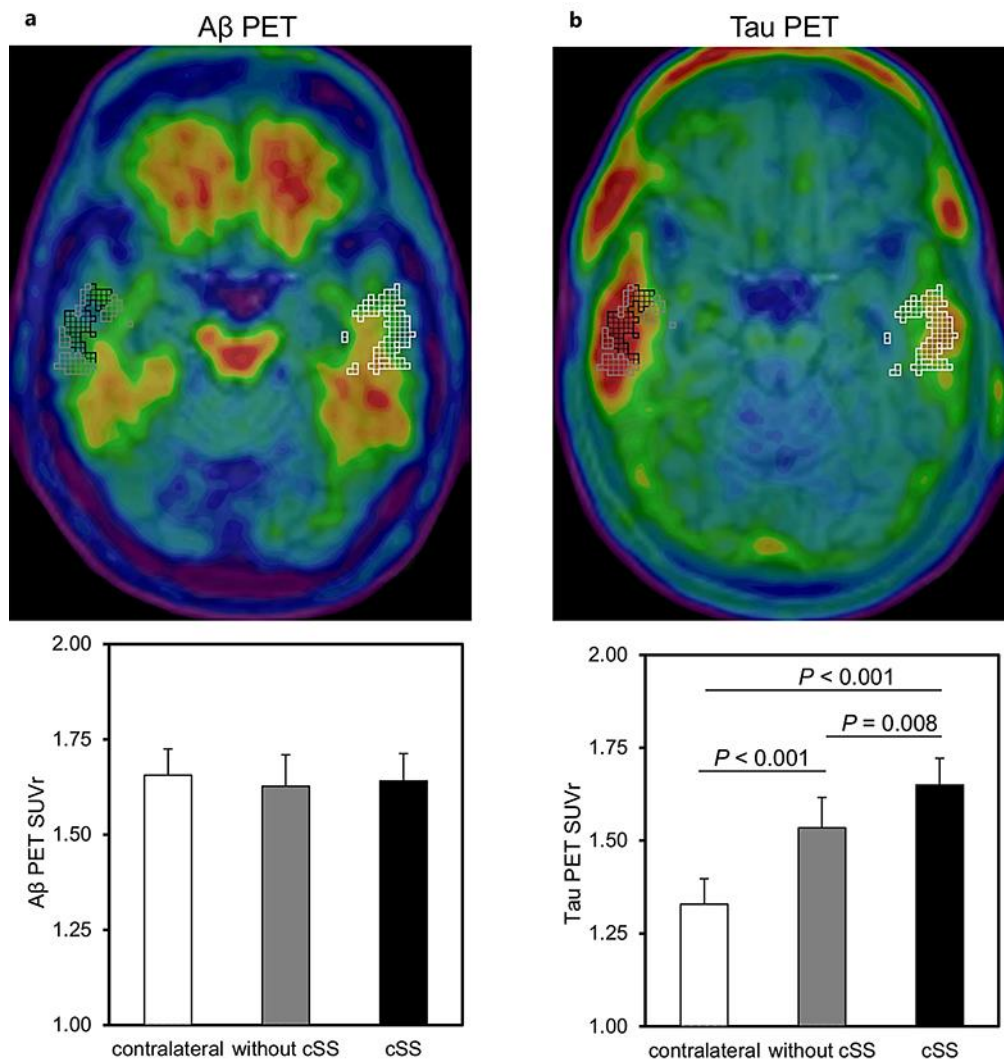 a
Aβ PET
b
Tau PET
2.00
1.75
1.50
1.25
1.00
Aβ PET SUVr
contralateral without cSS cSS
2.00
1.75
1.50
1.25
1.00
Tau PET SUVr
P < 0.001
P = 0.008
P < 0.001
contralateral without cSS cSS